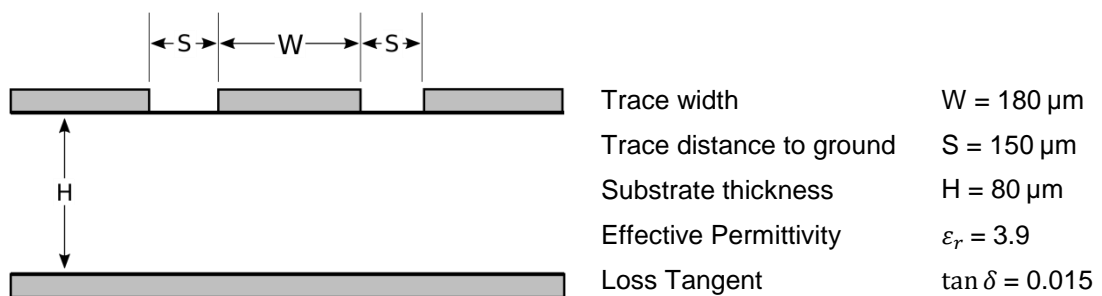 S W S
H
Trace width W = 180 µm
Trace distance to ground S = 150 µm
Substrate thickness H = 80 µm
Effective Permittivity 𝜀𝑟 = 3.9
Loss Tangent tan 𝛿 = 0.015